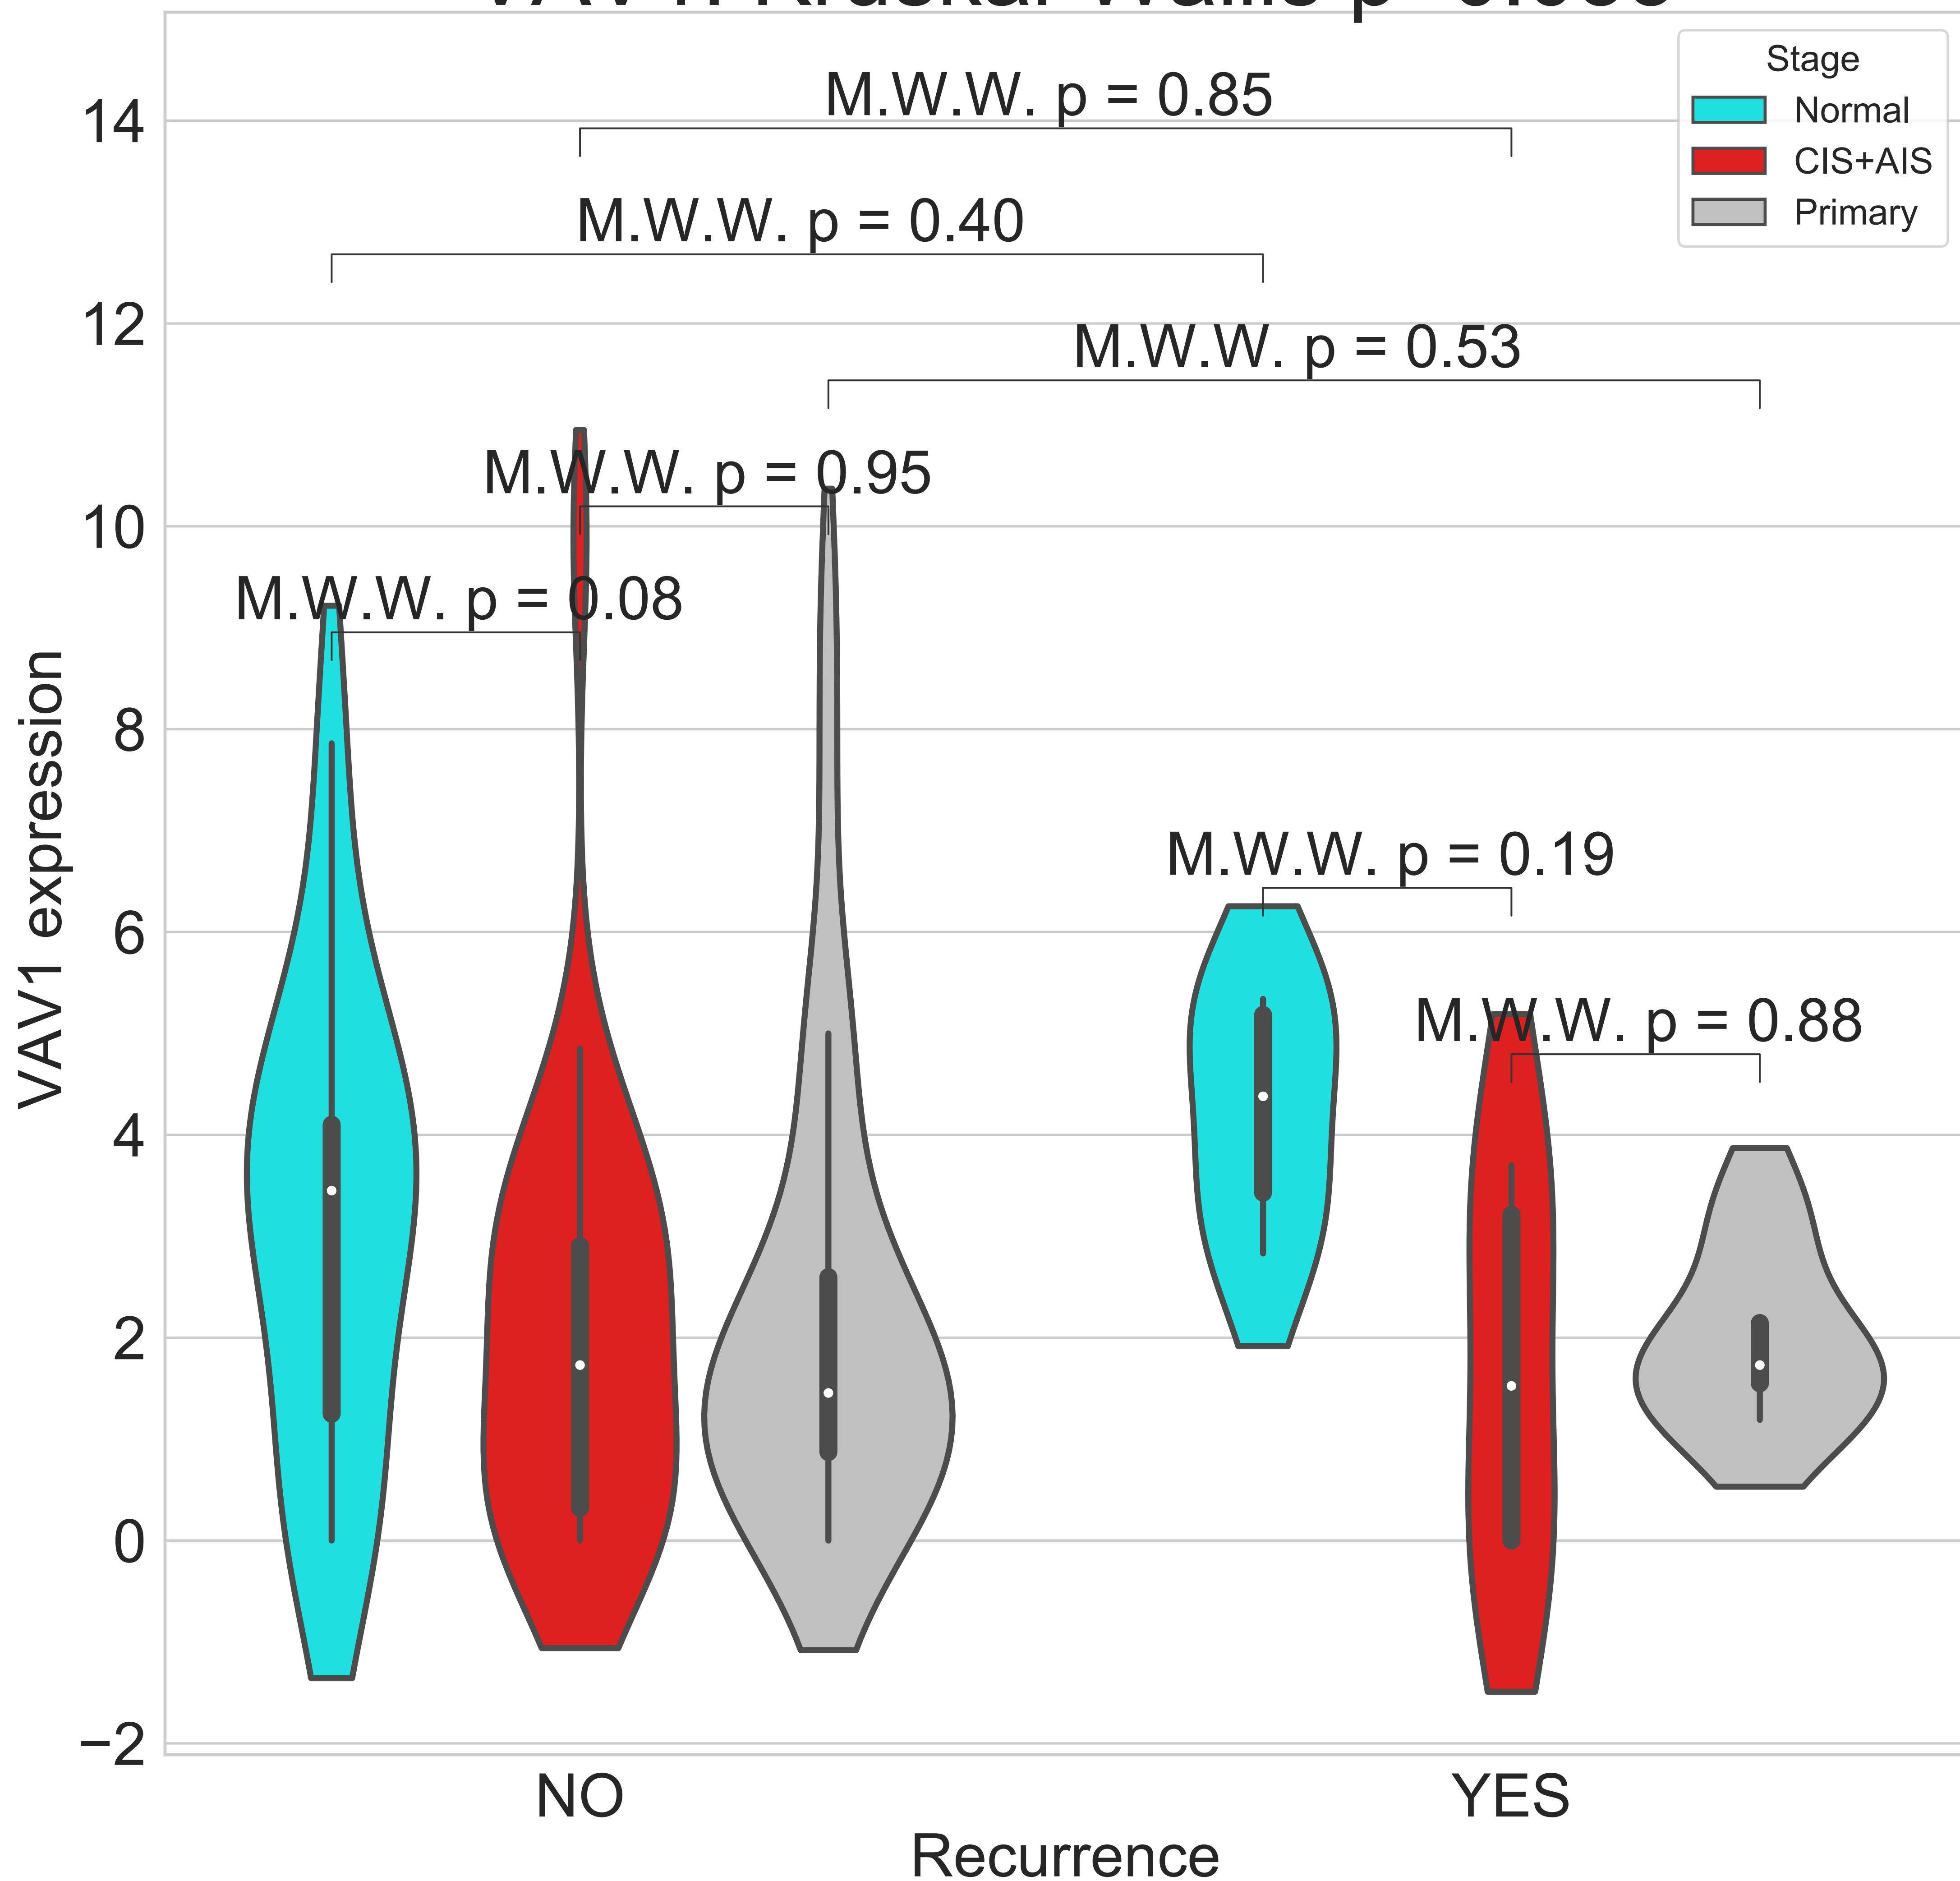 Stage
Normal
CIS+AIS
Primary
M.W.W. p = 0.85
M.W.W. p = 0.40
M.W.W. p = 0.53
M.W.W. p = 0.95
M.W.W. p = 0.08
M.W.W. p = 0.19
M.W.W. p = 0.88
14
12
10
8
6
4
2
0
−2
VAV1 expression
NO
YES
Recurrence